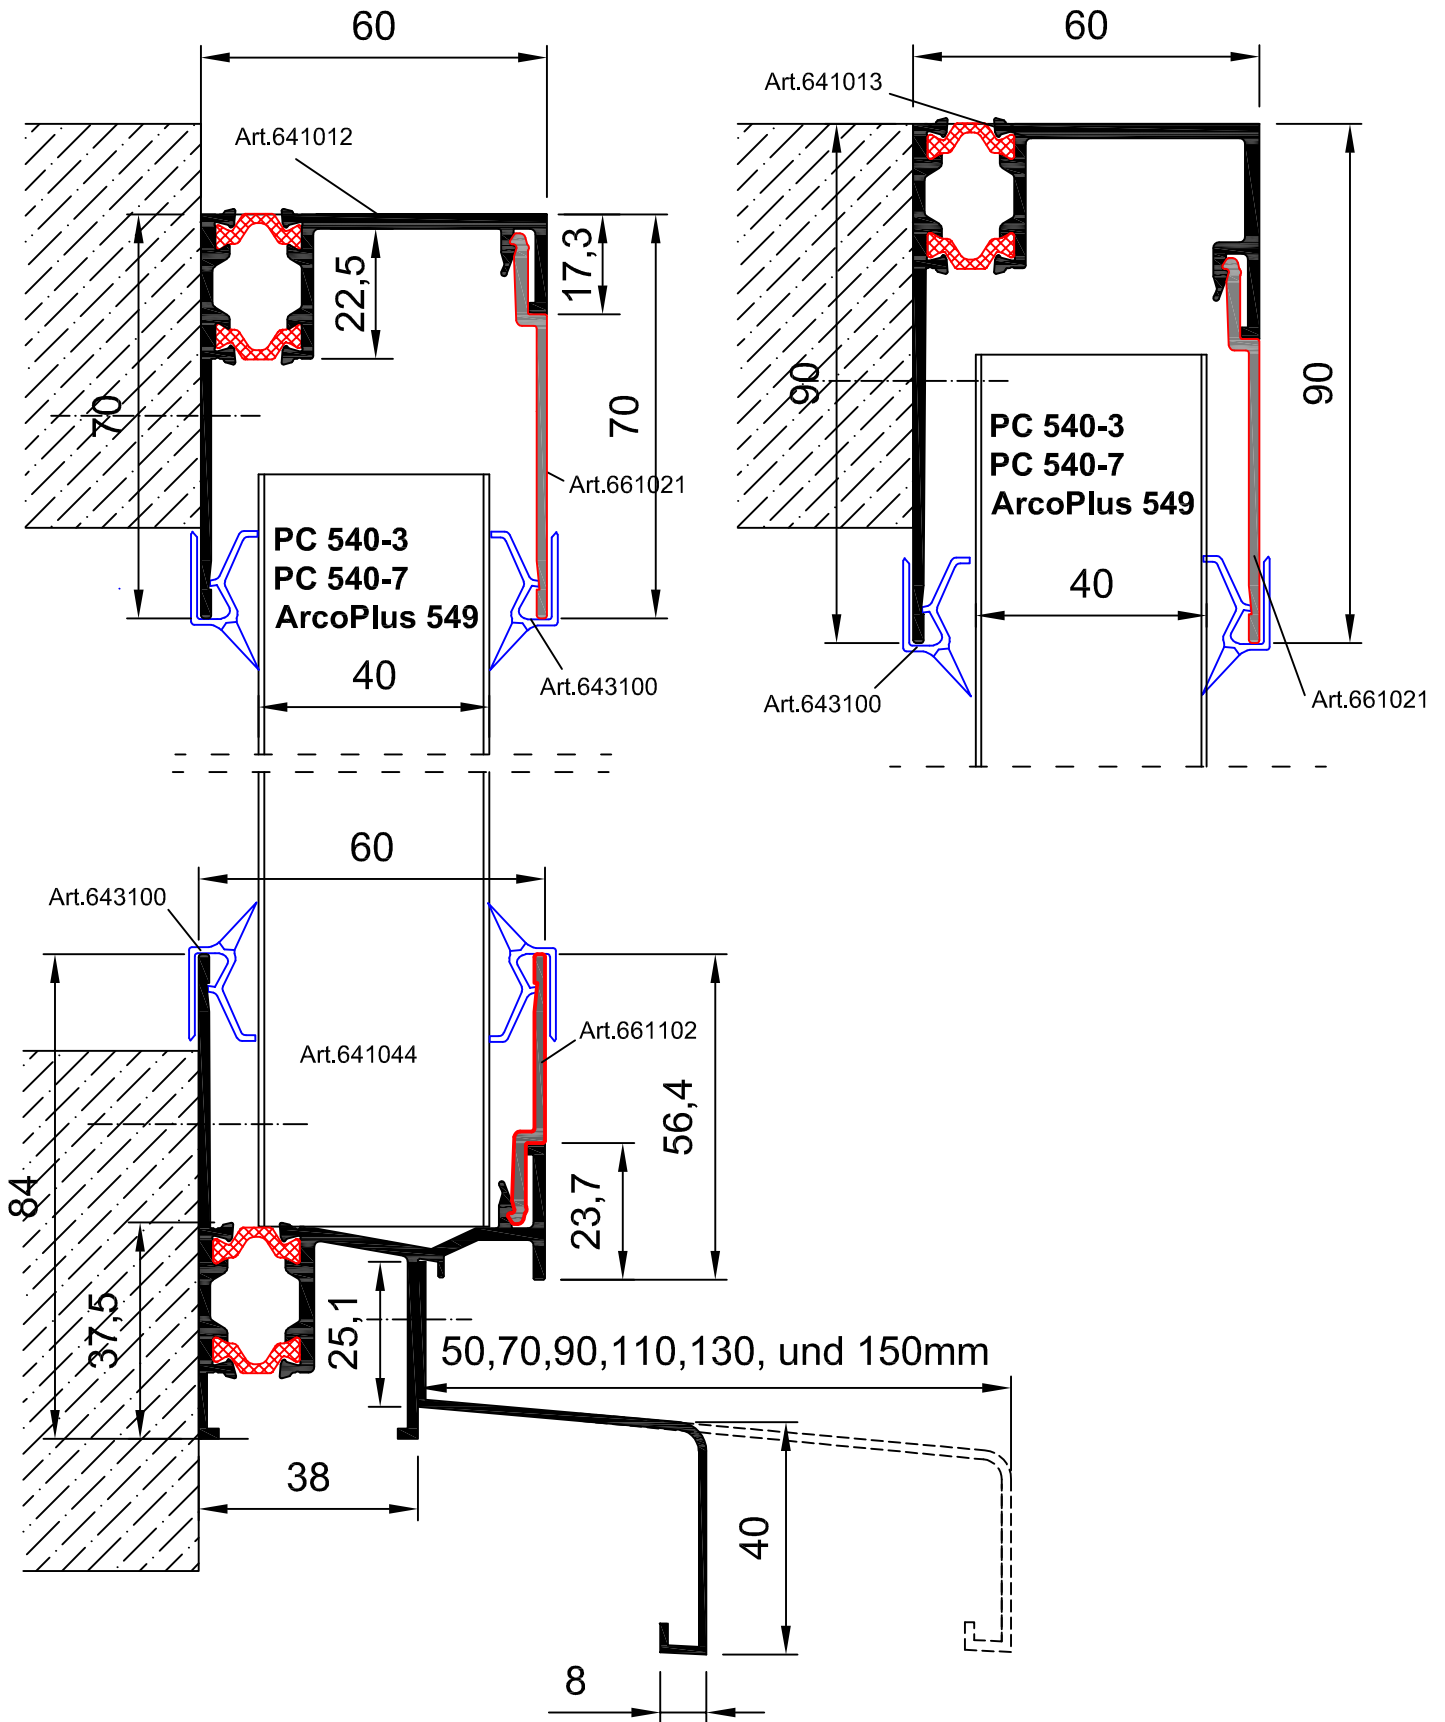 60
60
Art.641013
Art.641012
22,5
17,3
70
70
90
90
PC 540-3
PC 540-7
ArcoPlus 549
40
Art.661021
PC 540-3
PC 540-7
ArcoPlus 549
40
Art.643100
Art.643100
Art.661021
60
Art.643100
Art.641044
Art.661102
56,4
84
23,7
37,5
25,1
50,70,90,110,130, und 150mm
38
40
8